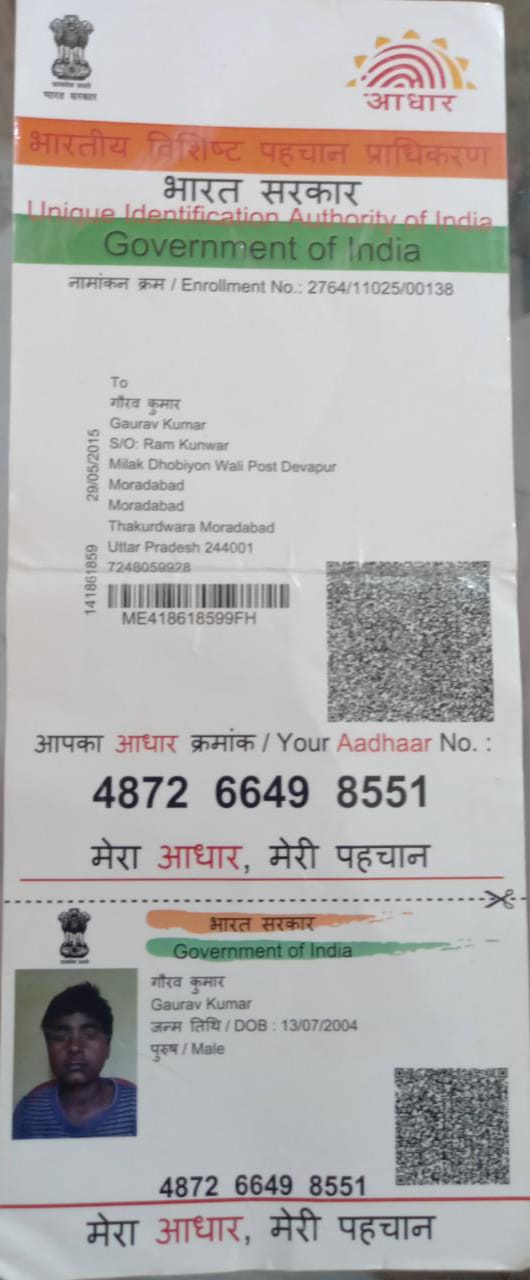 भारत सरकार
आधार
भारतीय विशिष्ट पहचान प्राधिकरण
भारत सरकार
Unique Identification Authority of India
Government of India
नामांकन क्रम / Enrollment No.: 2764/11025/00138
To
गौरव कुमार
Gaurav Kumar
S/O: Ram Kunwar
Milak Dhobiyon Wali Post Devapur
Moradabad
Moradabad
Thakurdwara Moradabad
Uttar Pradesh 244001
7248059928
29/05/2015
141861859
ME418618599FH
आपका आधार क्रमांक / Your Aadhaar No. :
4872 6649 8551
मेरा आधार, मेरी पहचान
भारत सरकार
Government of India
गौरव कुमार
Gaurav Kumar
जन्म तिथि / DOB : 13/07/2004
पुरुष / Male
4872 6649 8551
मेरा आधार, मेरी पहचान